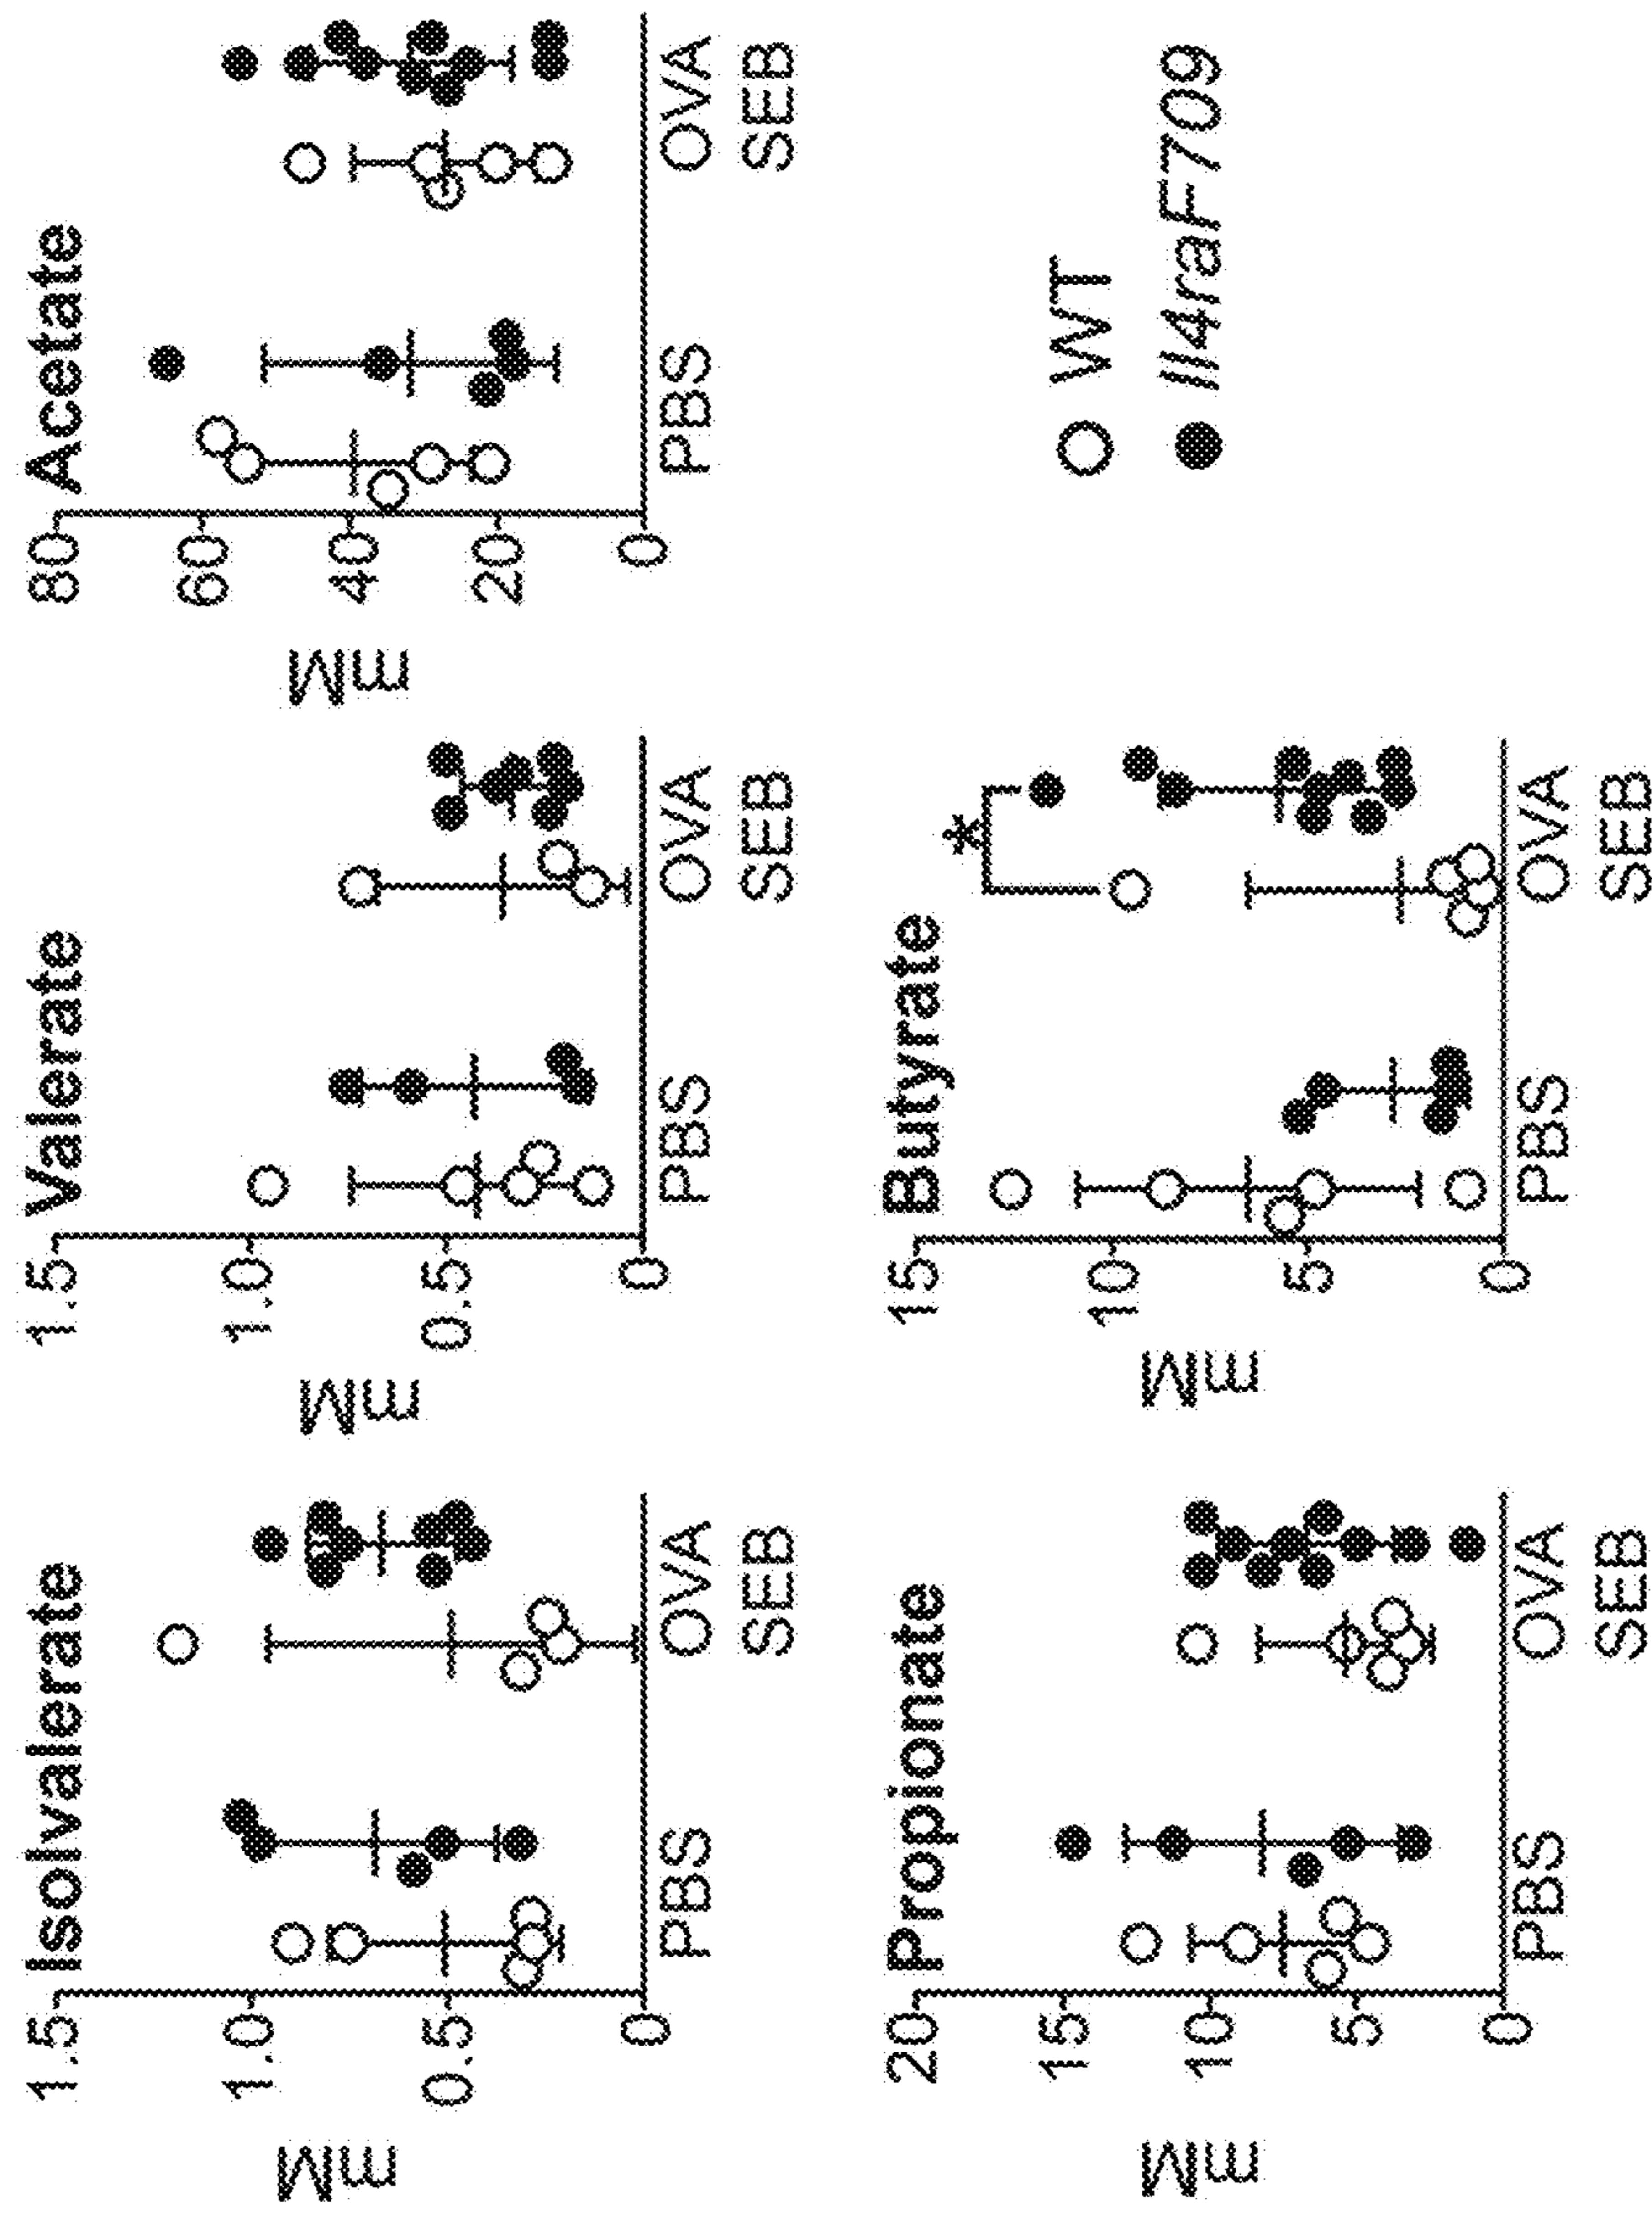 Isolvalerate
mM
1.5
1.0
0.5
0
PBS
OVA
SEB
Valerate
mM
1.5
1.0
0.5
0
PBS
OVA
SEB
Acetate
mM
80
60
40
20
0
PBS
OVA
SEB
Propionate
mM
20
15
10
5
0
PBS
OVA
SEB
Butyrate
mM
15
10
5
0
*
PBS
OVA
SEB
WT
Il4raF709